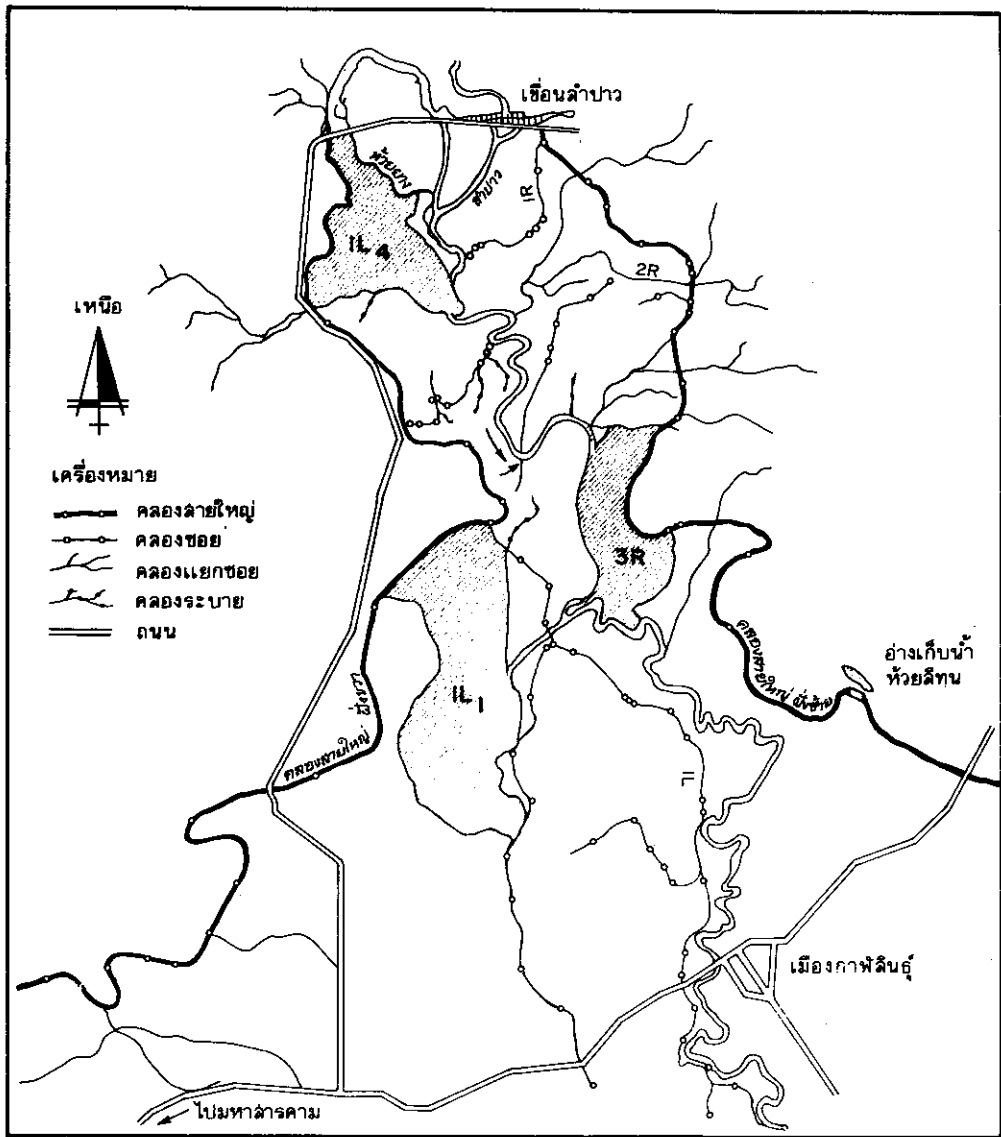 เขื่อนลำปาว
ห้วยยาง
ลำปาว
1R
IL4
2R
เหนือ
เครื่องหมาย
คลองสายใหญ่
คลองซอย
คลองแยกซอย
คลองระบาย
ถนน
3R
IL1
คลองสายใหญ่ ฝั่งขวา
คลองสายใหญ่ ฝั่งซ้าย
อ่างเก็บน้ำ
ห้วยสีทน
IL
เมืองกาฬสินธุ์
ไปมหาสารคาม